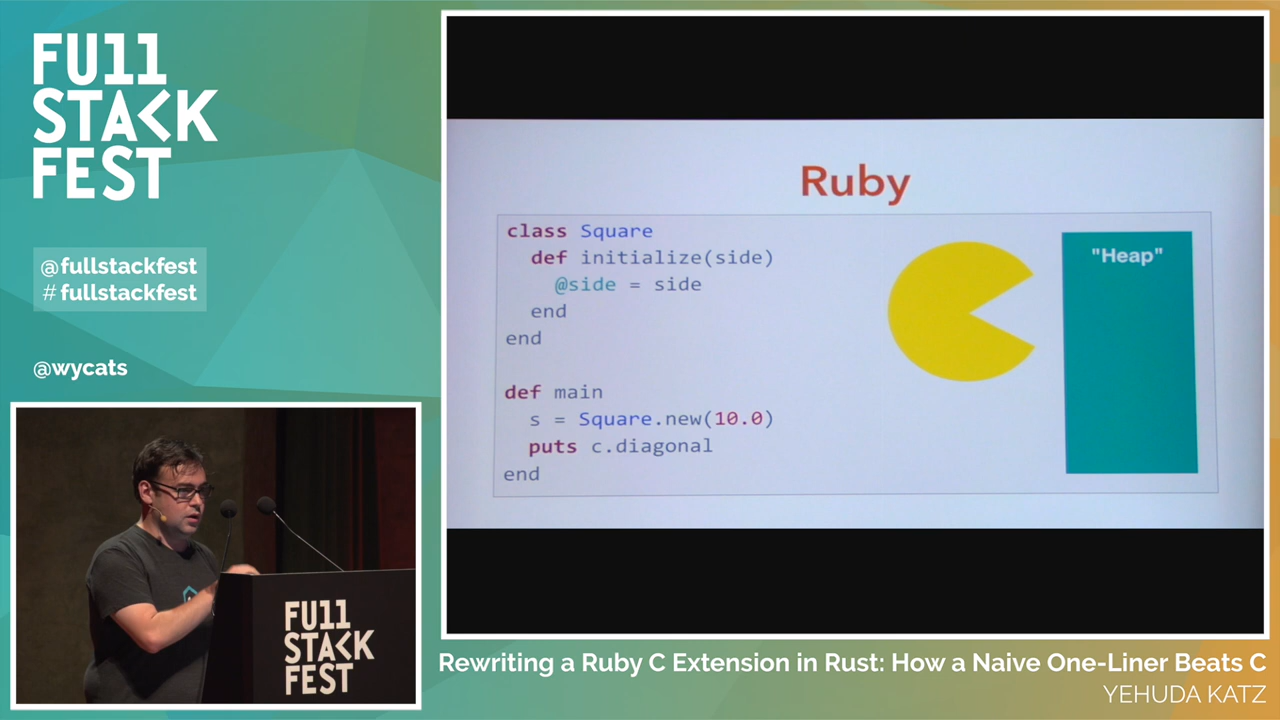 FU11
STACK
FEST
@fullstackfest
# fullstackfest
@wycats
Ruby
class Square
  def initialize(side)
    @side = side
  end
end
def main
  s = Square.new(10.0)
  puts c.diagonal
end
"Heap"
FU11
STACK
FEST
Rewriting a Ruby C Extension in Rust: How a Naive One-Liner Beats C
YEHUDA KATZ